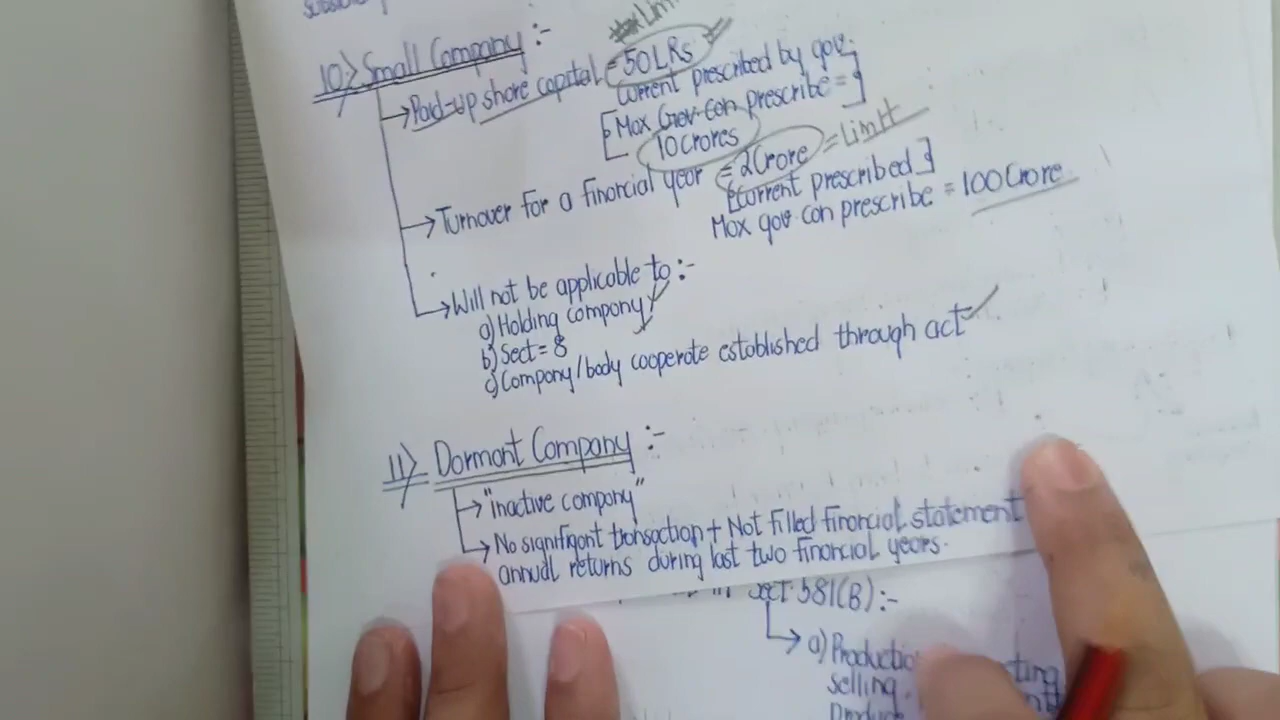 10> Small Company :-
Paid-up share capital = 50LRs
Current prescribed by gov.
[Max Gov. Can prescribe =]
10 Crores
Turnover for a financial year = 2 Crore = Limit
[Current prescribed]
Max gov. can prescribe = 100 Crore
Will not be applicable to :-
a) Holding company
b) Sect = 8
c) Company/body cooperate established through act
11> Dormant Company :-
"inactive company"
No significant transaction + Not filled financial statement
annual returns during last two financial years.
Sect. 581(B) :-
a) Productio
selling.